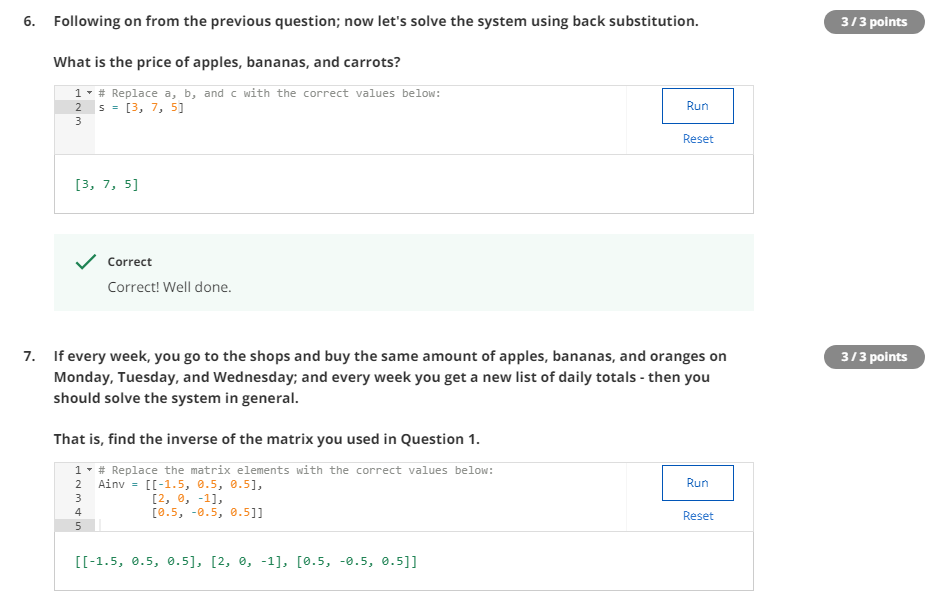 6. Following on from the previous question; now let's solve the system using back substitution.
3 / 3 points
What is the price of apples, bananas, and carrots?
1 # Replace a, b, and c with the correct values below:
2 s = [3, 7, 5]
3
Run
Reset
[3, 7, 5]
Correct
Correct! Well done.
7. If every week, you go to the shops and buy the same amount of apples, bananas, and oranges on
3 / 3 points
Monday, Tuesday, and Wednesday; and every week you get a new list of daily totals - then you
should solve the system in general.
That is, find the inverse of the matrix you used in Question 1.
1 # Replace the matrix elements with the correct values below:
2 Ainv = [[-1.5, 0.5, 0.5],
3 [2, 0, -1],
4 [0.5, -0.5, 0.5]]
5
Run
Reset
[[-1.5, 0.5, 0.5], [2, 0, -1], [0.5, -0.5, 0.5]]